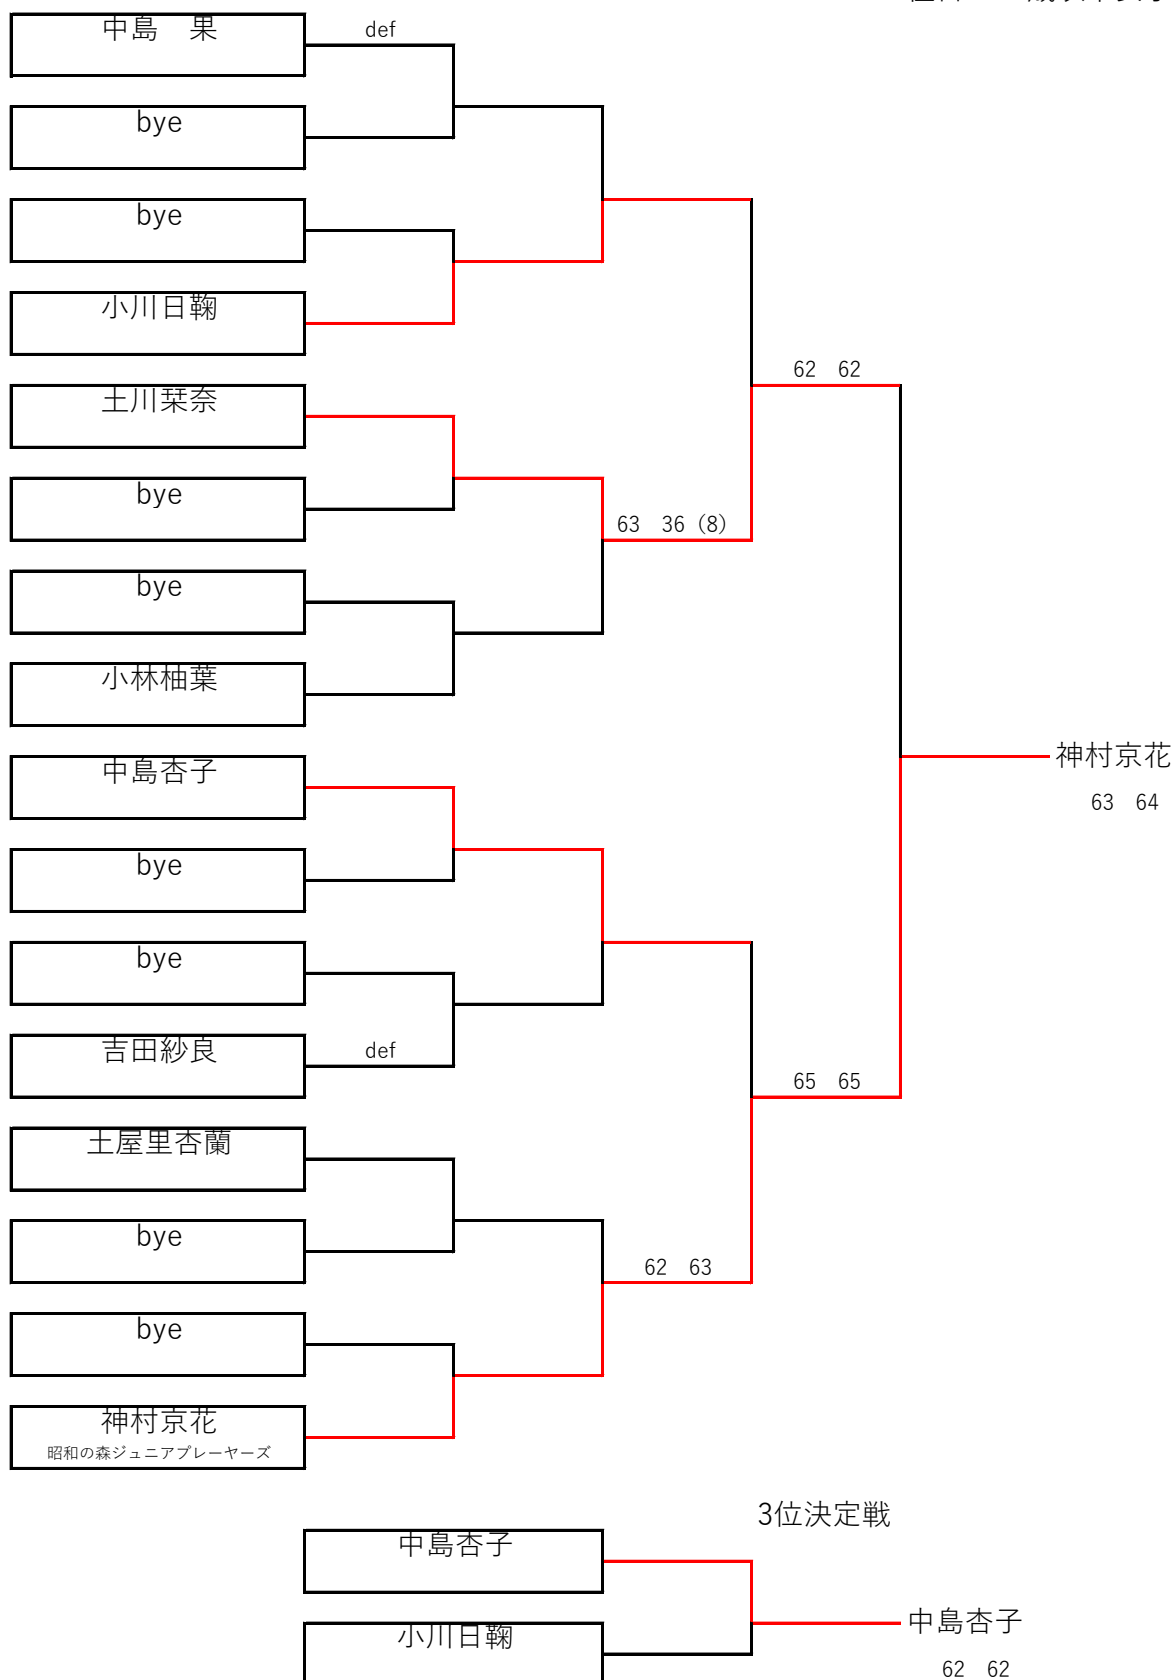 中島　果
def
bye
bye
小川日鞠
土川栞奈
62　62
bye
63　36（8）
bye
小林柚葉
中島杏子
神村京花
63　64
bye
bye
吉田紗良
def
65　65
土屋里杏蘭
bye
62　63
bye
神村京花
昭和の森ジュニアプレーヤーズ
3位決定戦
中島杏子
小川日鞠
中島杏子
62　62